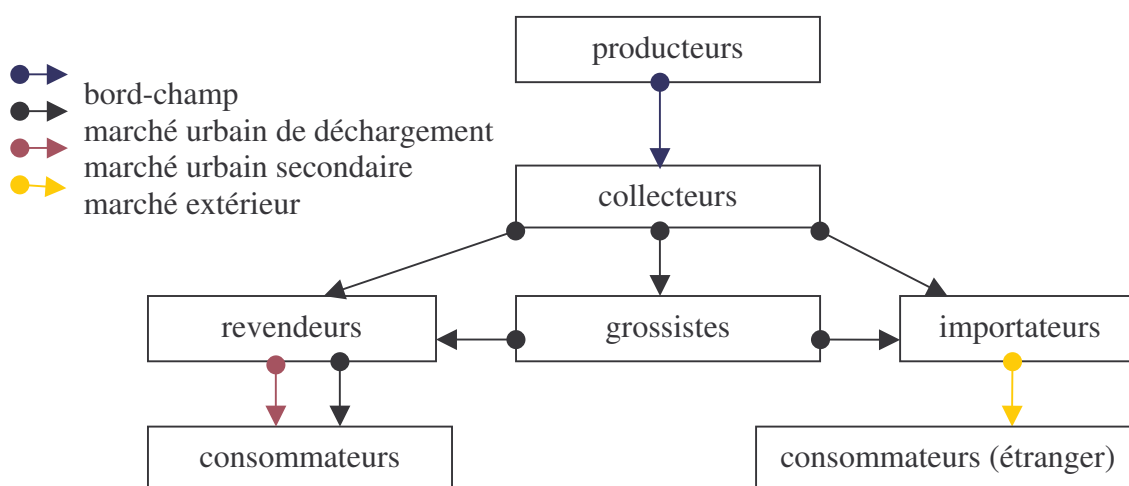 producteurs
bord-champ
marché urbain de déchargement
marché urbain secondaire
marché extérieur
collecteurs
revendeurs
grossistes
importateurs
consommateurs
consommateurs (étranger)